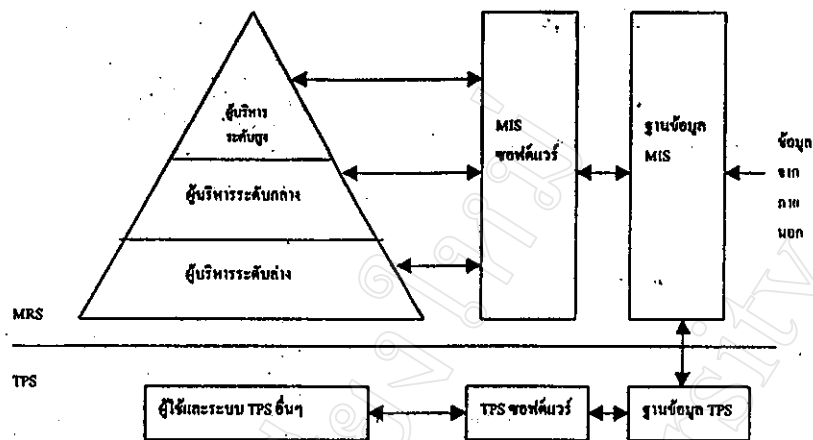 ผู้บริหาร
ระดับสูง
ผู้บริหารระดับกลาง
ผู้บริหารระดับล่าง
MIS
ซอฟต์แวร์
ฐานข้อมูล
MIS
ข้อมูล
จาก
ภาย
นอก
MRS
TPS
ผู้ใช้และระบบ TPS อื่นๆ
TPS ซอฟต์แวร์
ฐานข้อมูล TPS